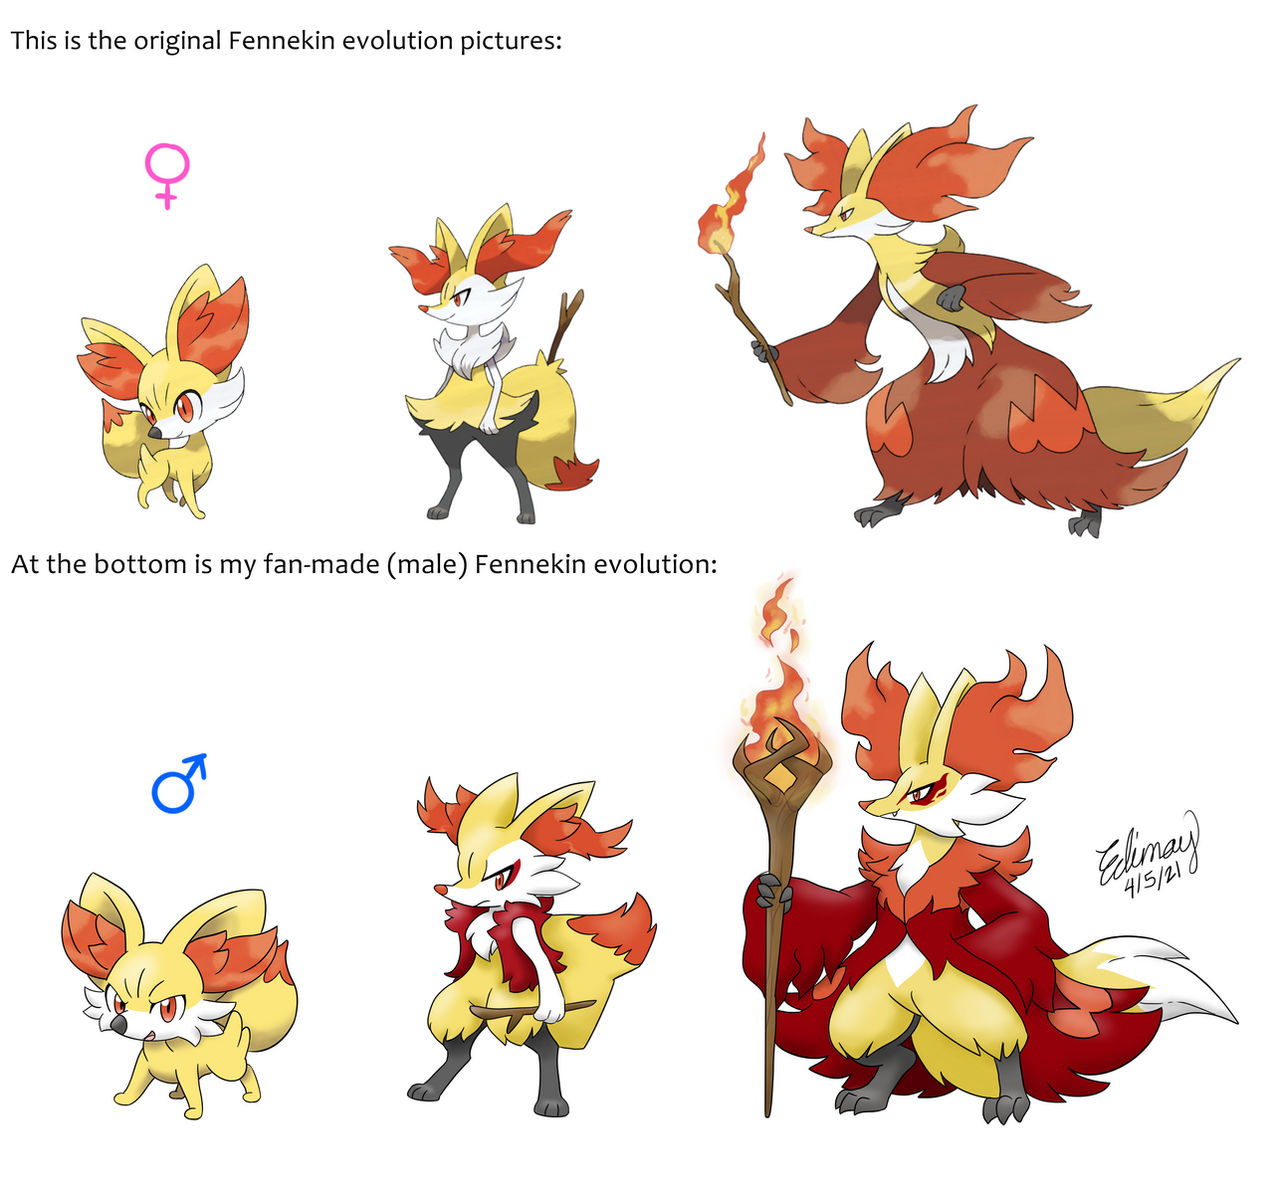 This is the original Fennekin evolution pictures:
At the bottom is my fan-made (male) Fennekin evolution:
Edimay
4/5/21